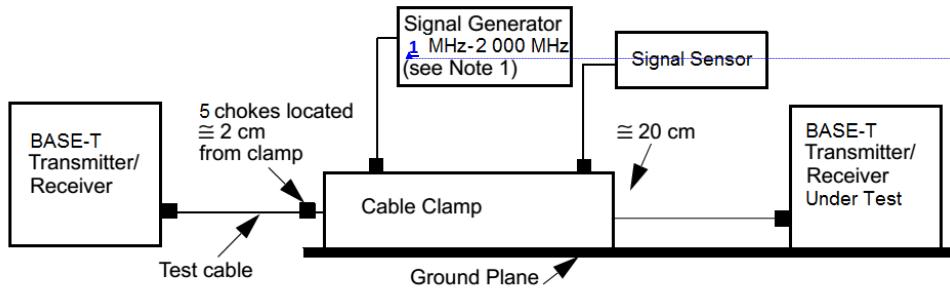 Signal Generator
1 MHz-2 000 MHz
(see Note 1)
Signal Sensor
5 chokes located
≅ 2 cm
from clamp
≅ 20 cm
BASE-T
Transmitter/
Receiver
BASE-T
Transmitter/
Receiver
Under Test
Cable Clamp
Test cable
Ground Plane